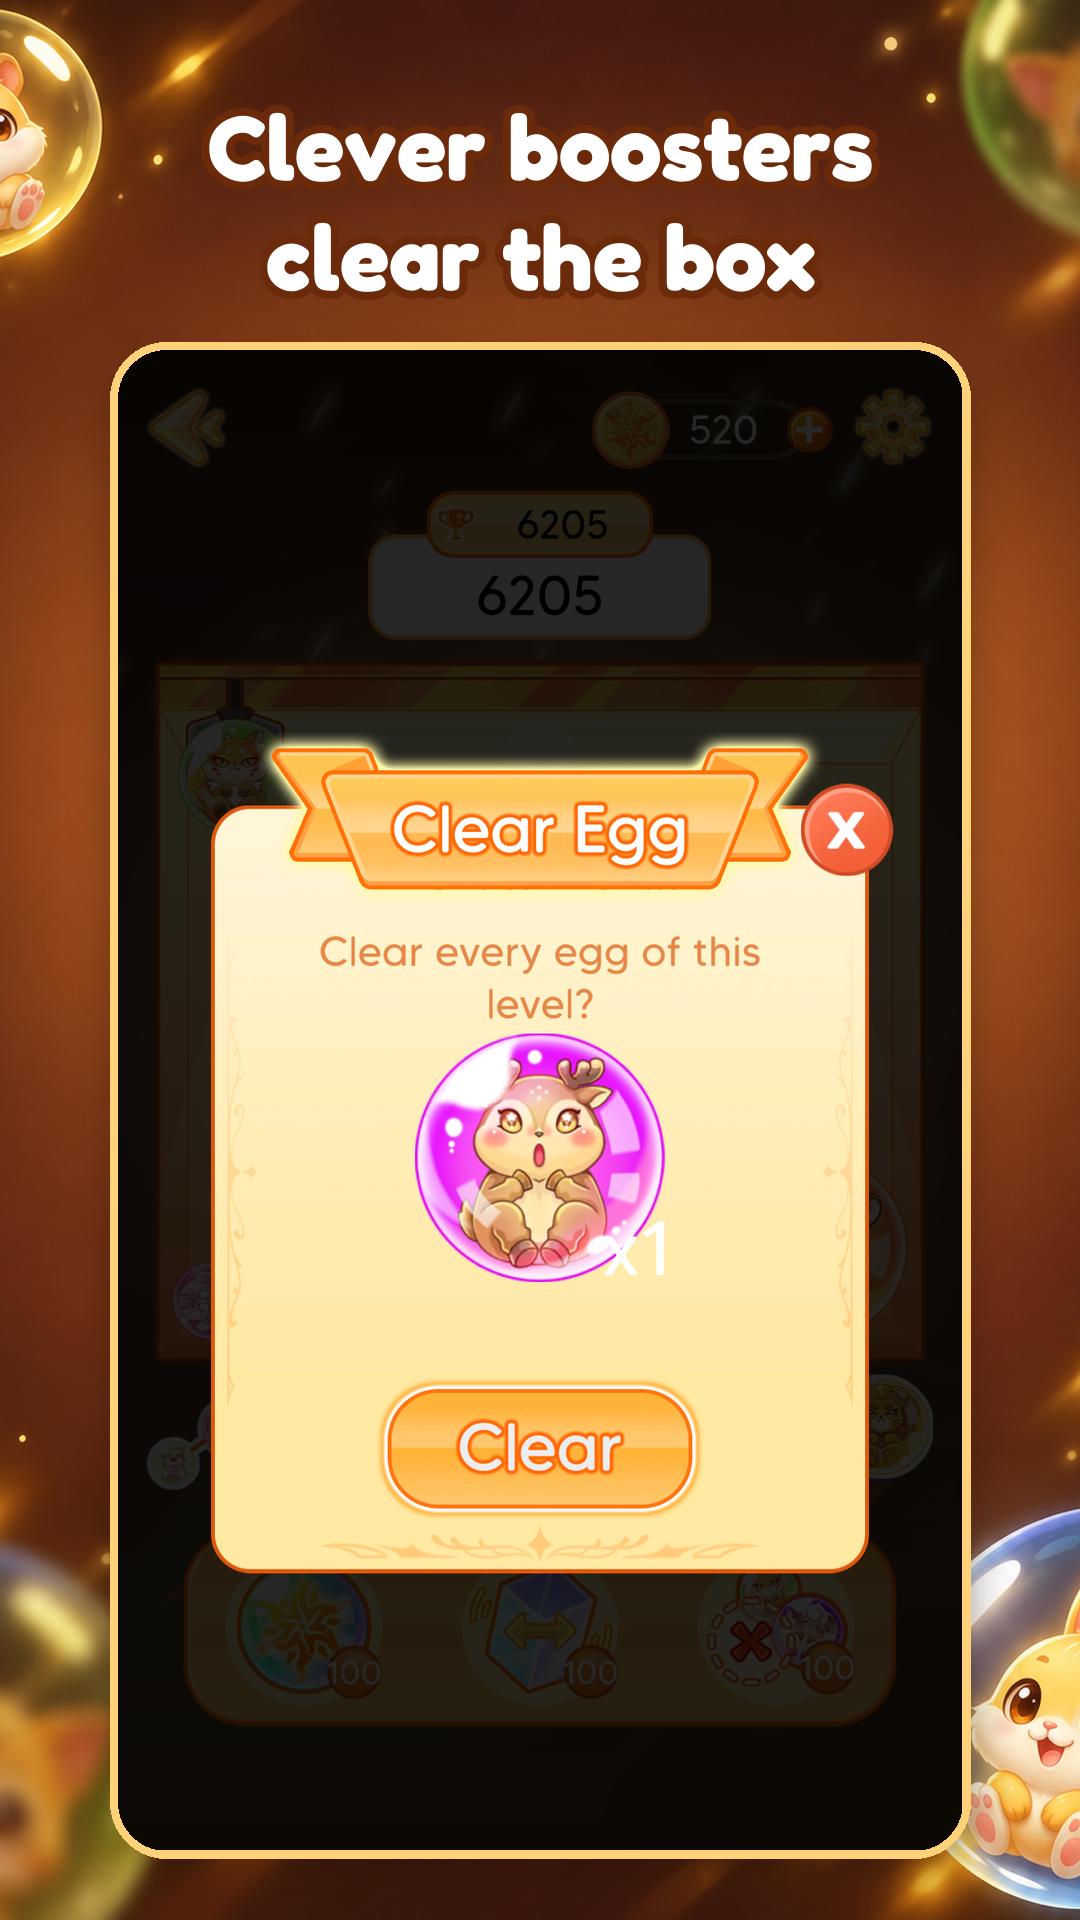 Clever boosters
clear the box
520
6205
6205
Clear Egg
X
Clear every egg of this
level?
x1
Clear
100
100
100